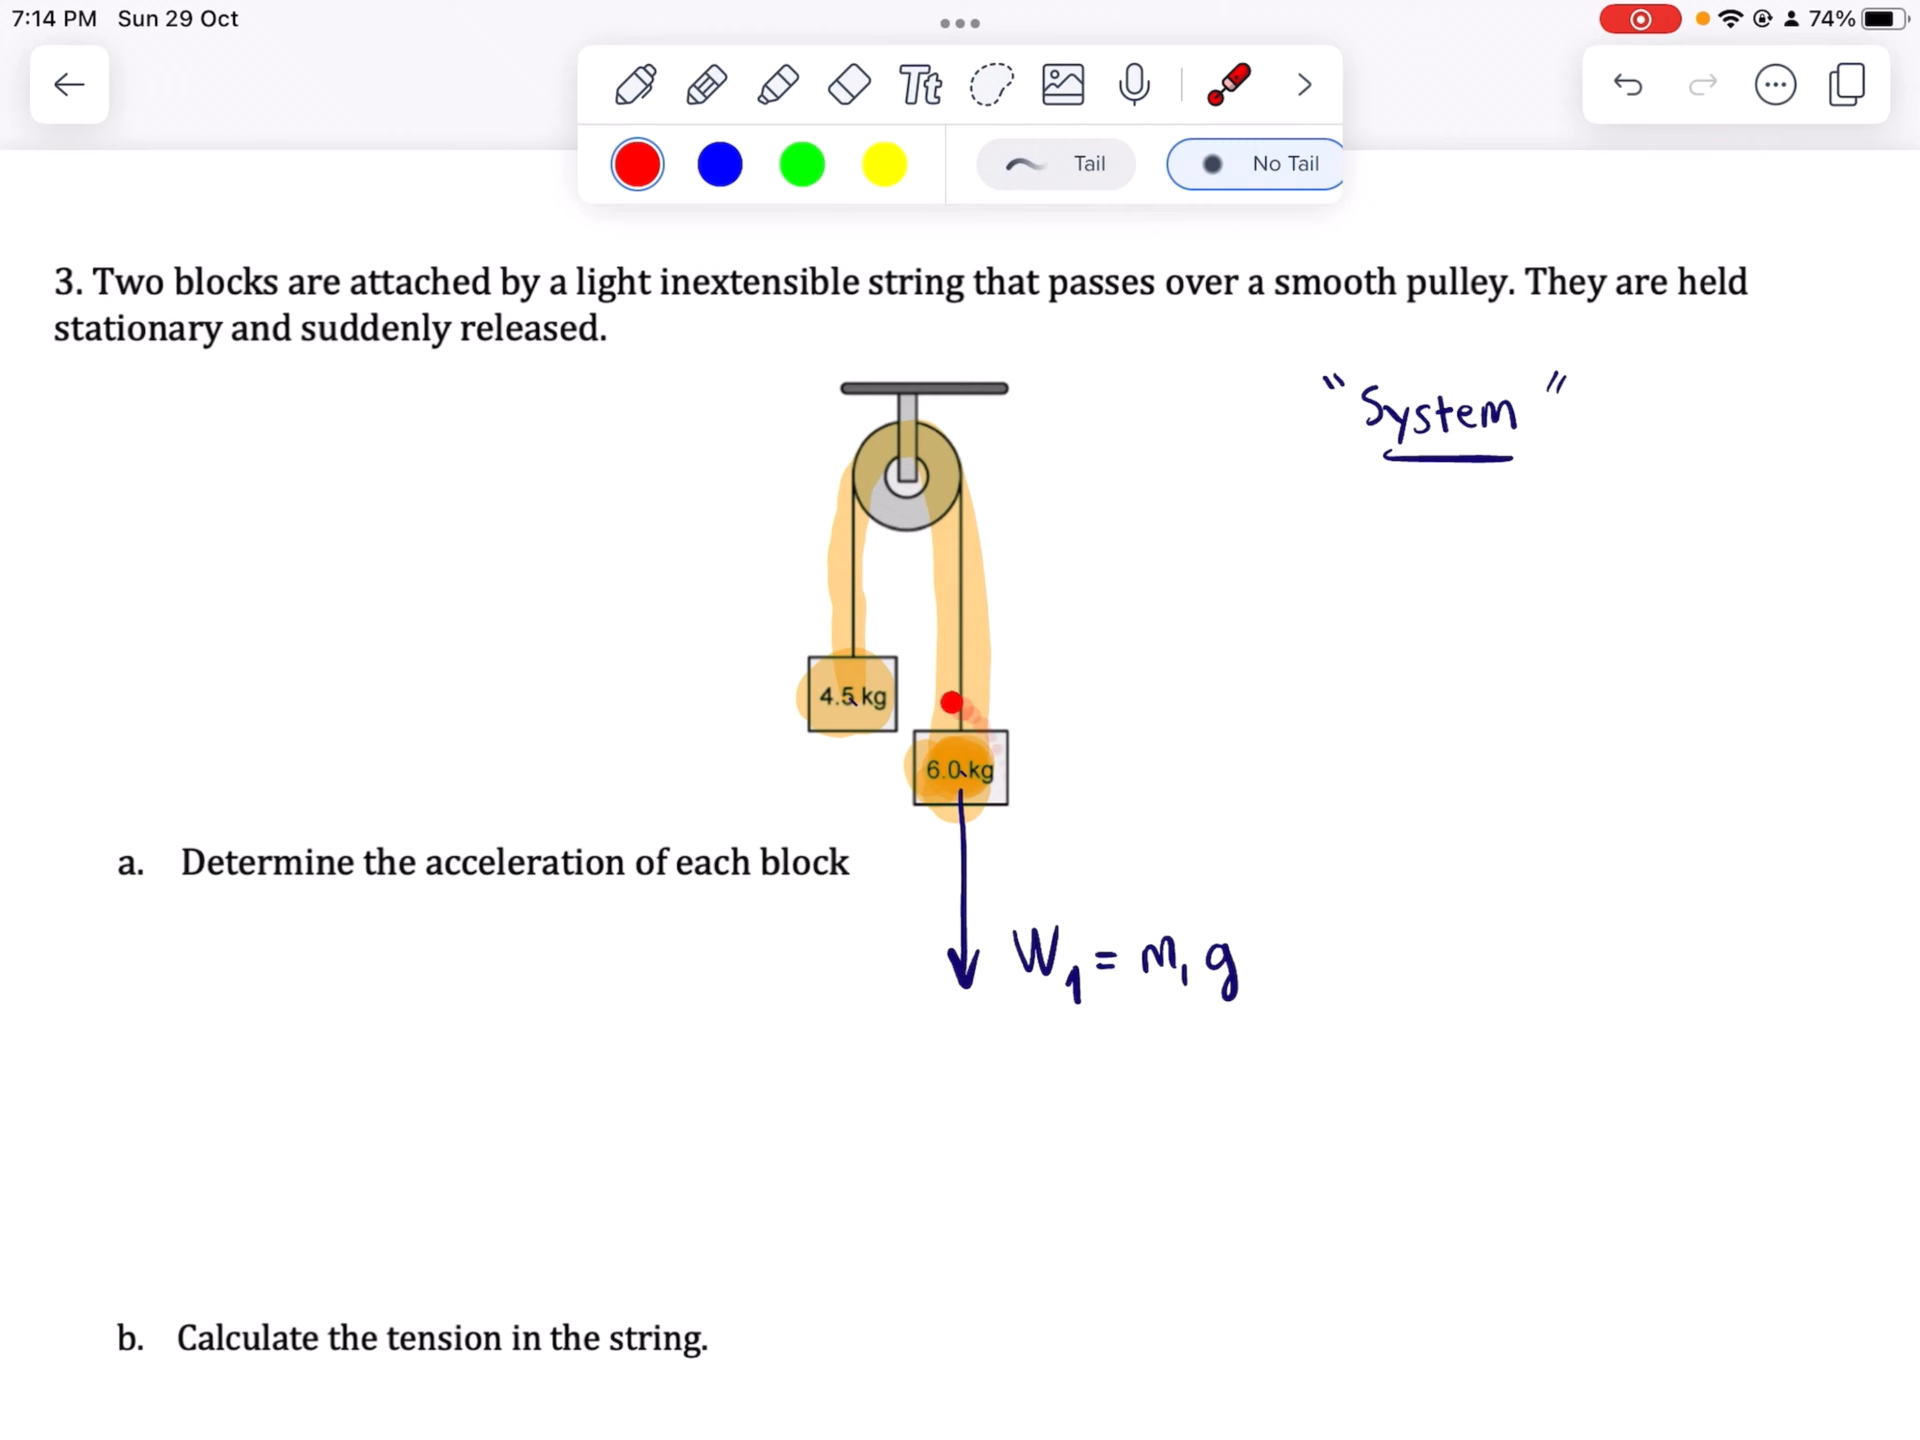 7:14 PM Sun 29 Oct
74%
Tt
Tail
No Tail
3. Two blocks are attached by a light inextensible string that passes over a smooth pulley. They are held
stationary and suddenly released.
"System"
4.5 kg
6.0 kg
a. Determine the acceleration of each block
W₁ = m₁ g
b. Calculate the tension in the string.